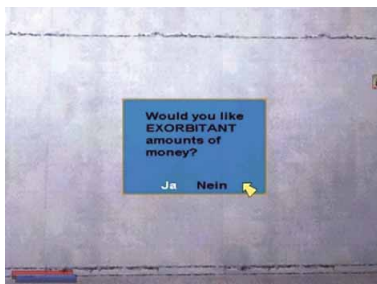 Would you like
EXORBITANT
amounts of
money?
Ja Nein